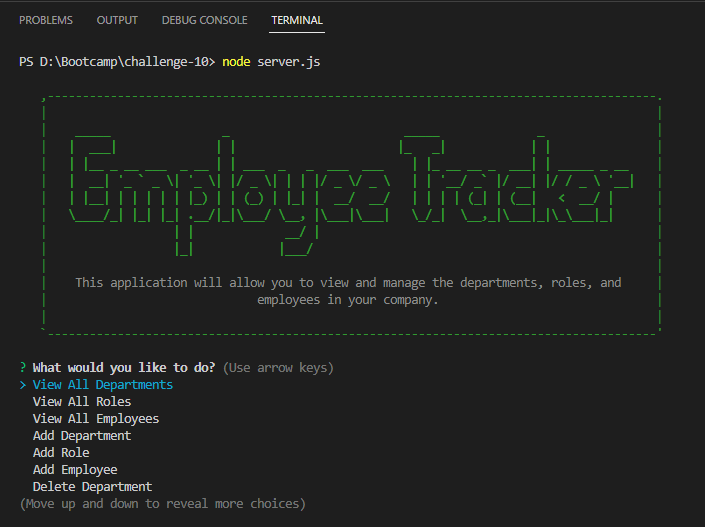 PROBLEMS OUTPUT DEBUG CONSOLE TERMINAL
PS D:\Bootcamp\challenge-10> node server.js
Employee Tracker
This application will allow you to view and manage the departments, roles, and
employees in your company.
? What would you like to do? (Use arrow keys)
> View All Departments
View All Roles
View All Employees
Add Department
Add Role
Add Employee
Delete Department
(Move up and down to reveal more choices)